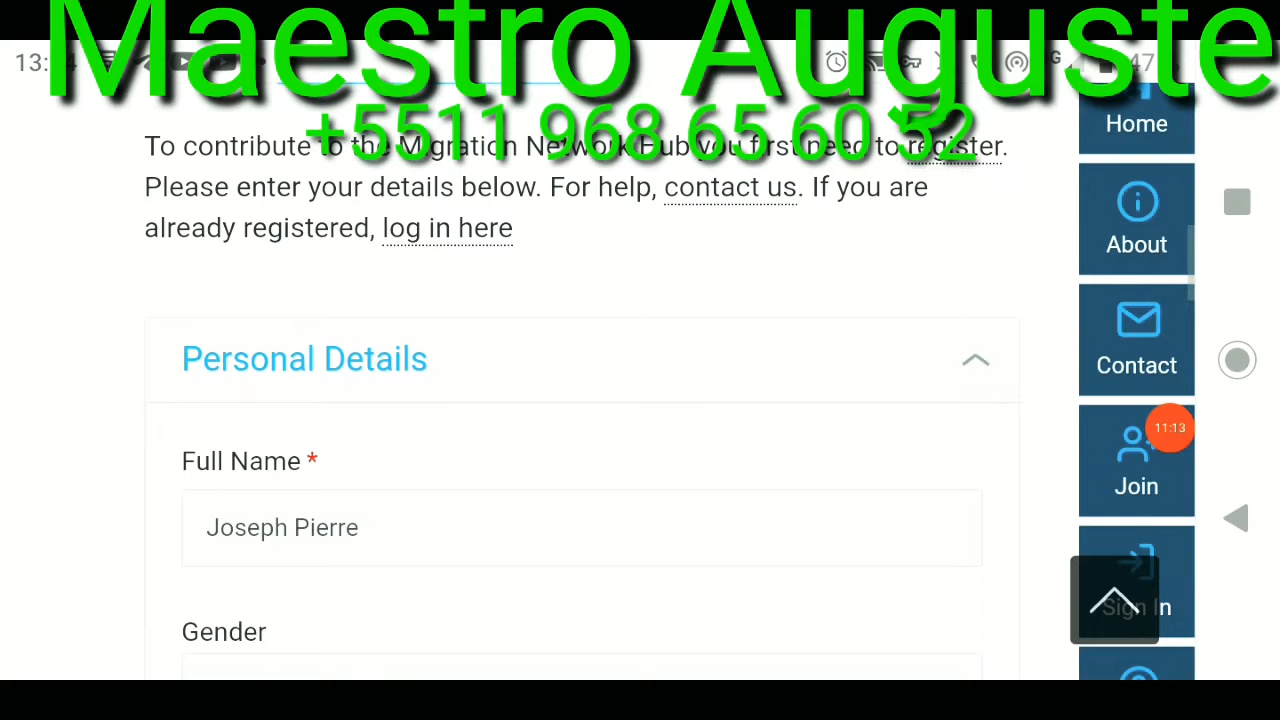 Maestro Auguste
+5511 968 65 60 52
To contribute to the Migration Network Hub you first need to register.
Please enter your details below. For help, contact us. If you are
already registered, log in here
Personal Details
Full Name *
Joseph Pierre
Gender
Home
About
Contact
11:13
Join
Sign In